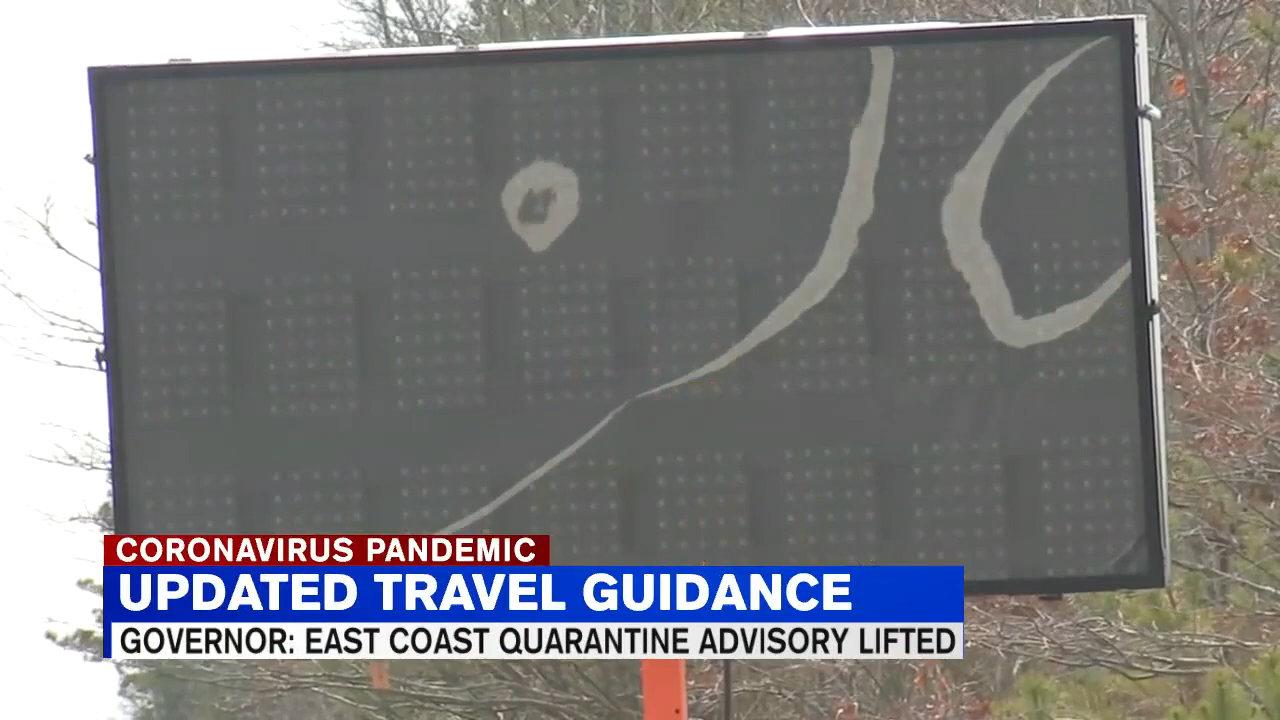 CORONAVIRUS PANDEMIC
UPDATED TRAVEL GUIDANCE
GOVERNOR: EAST COAST QUARANTINE ADVISORY LIFTED